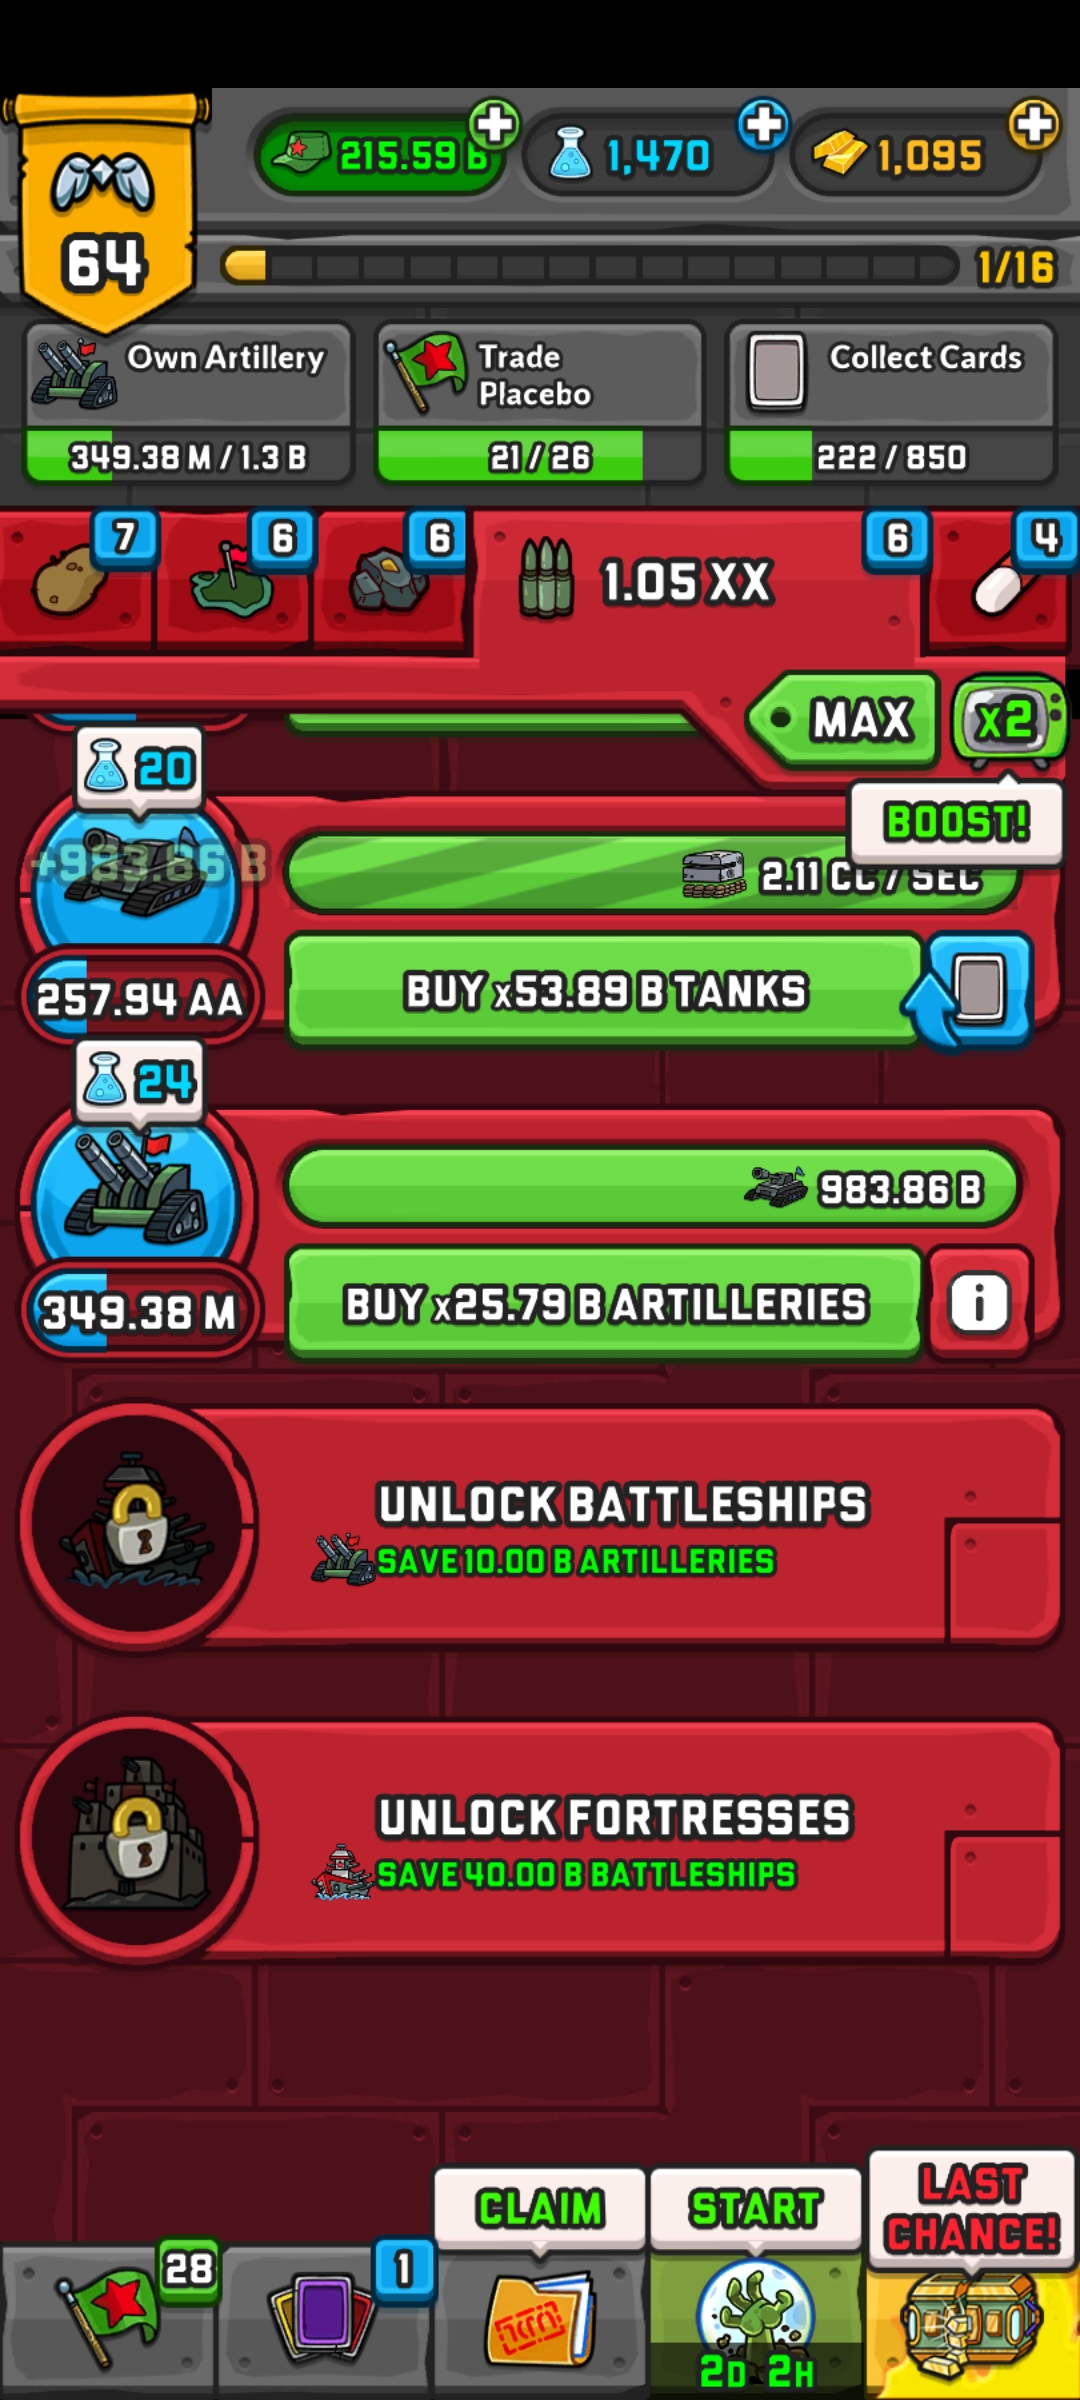 64
215.59 B
1,470
1,095
1/16
Own Artillery
349.38 M / 1.3 B
Trade
Placebo
21 / 26
Collect Cards
222 / 850
7
6
6
1.05 XX
6
4
MAX
x2
BOOST!
20
+983.86 B
2.11 CC / SEC
257.94 AA
BUY x53.89 B TANKS
24
983.86 B
349.38 M
BUY x25.79 B ARTILLERIES
i
UNLOCK BATTLESHIPS
SAVE 10.00 B ARTILLERIES
UNLOCK FORTRESSES
SAVE 40.00 B BATTLESHIPS
CLAIM
START
LAST
CHANCE!
28
1
2D 2H